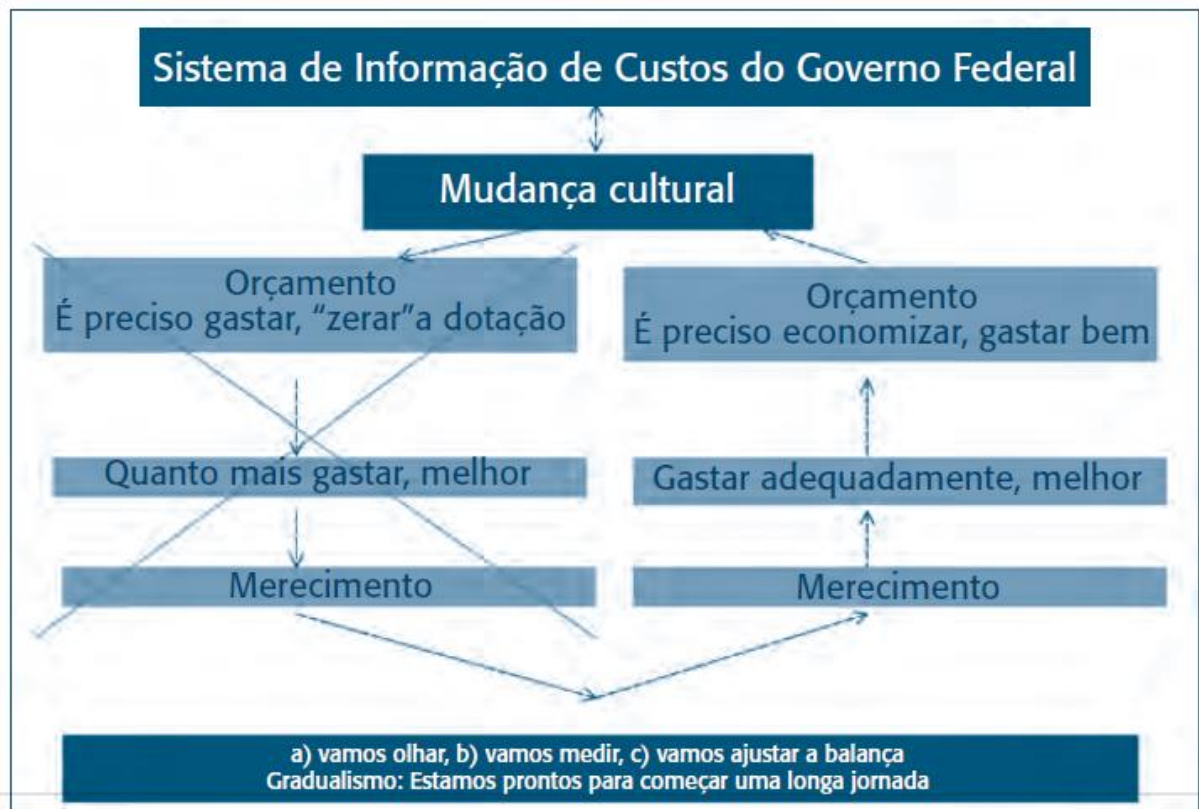 Sistema de Informação de Custos do Governo Federal
Mudança cultural
Orçamento
É preciso gastar, “zerar”a dotação
Quanto mais gastar, melhor
Merecimento
Orçamento
É preciso economizar, gastar bem
Gastar adequadamente, melhor
Merecimento
a) vamos olhar, b) vamos medir, c) vamos ajustar a balança
Gradualismo: Estamos prontos para começar uma longa jornada